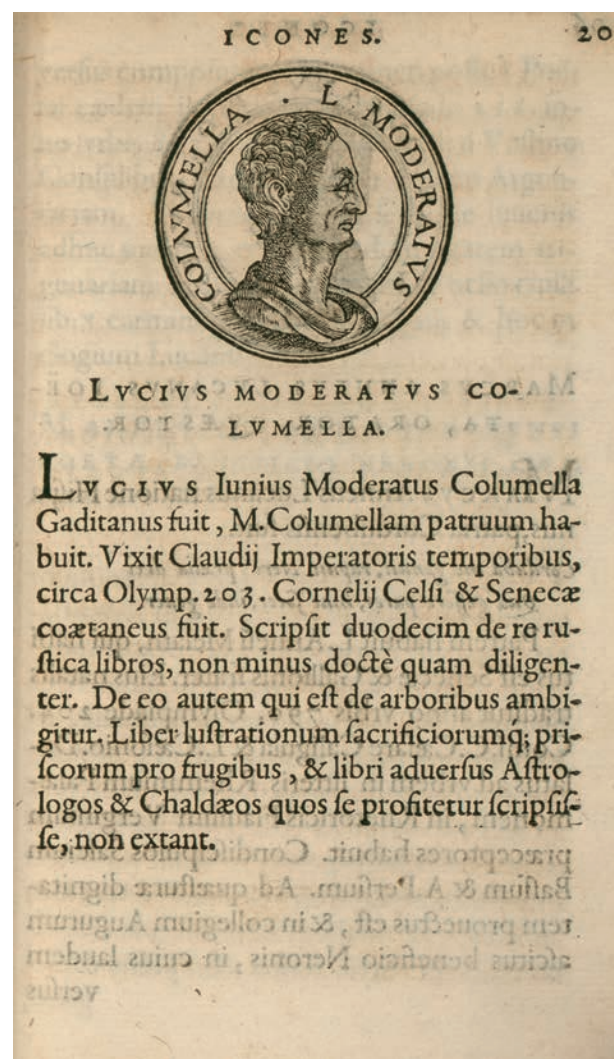 ICONES. 20
COLVMELLA · L MODERATVS
LVCIVS MODERATVS CO-
LVMELLA.
LVCIVS Iunius Moderatus Columella
Gaditanus fuit, M. Columellam patruum ha-
buit. Vixit Claudij Imperatoris temporibus,
circa Olymp. 203. Cornelij Celſi & Senecæ
coætaneus fuit. Scripſit duodecim de re ru-
ſtica libros, non minus doctè quam diligen-
ter. De eo autem qui eſt de arboribus ambi-
gitur. Liber luſtrationum ſacrificiorumq́; pri-
ſcorum pro frugibus, & libri aduerſus Aſtro-
logos & Chaldæos quos ſe profitetur ſcripſiſ-
ſe, non extant.